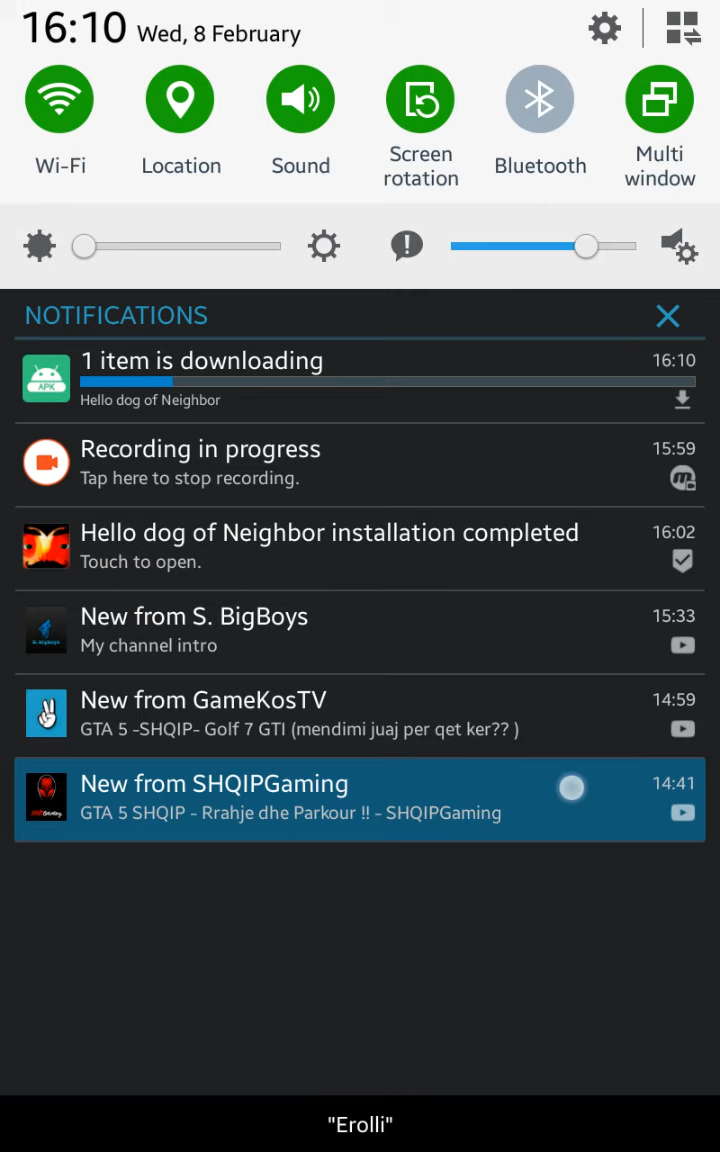 16:10 Wed, 8 February
Wi-Fi
Location
Sound
Screen
rotation
Bluetooth
Multi
window
NOTIFICATIONS
1 item is downloading 16:10
APK
Hello dog of Neighbor
Recording in progress 15:59
Tap here to stop recording.
Hello dog of Neighbor installation completed 16:02
Touch to open.
New from S. BigBoys 15:33
S. BigBoys
My channel intro
New from GameKosTV 14:59
GTA 5 -SHQIP- Golf 7 GTI (mendimi juaj per qet ker?? )
New from SHQIPGaming 14:41
GTA 5 SHQIP - Rrahje dhe Parkour !! - SHQIPGaming
"Erolli"